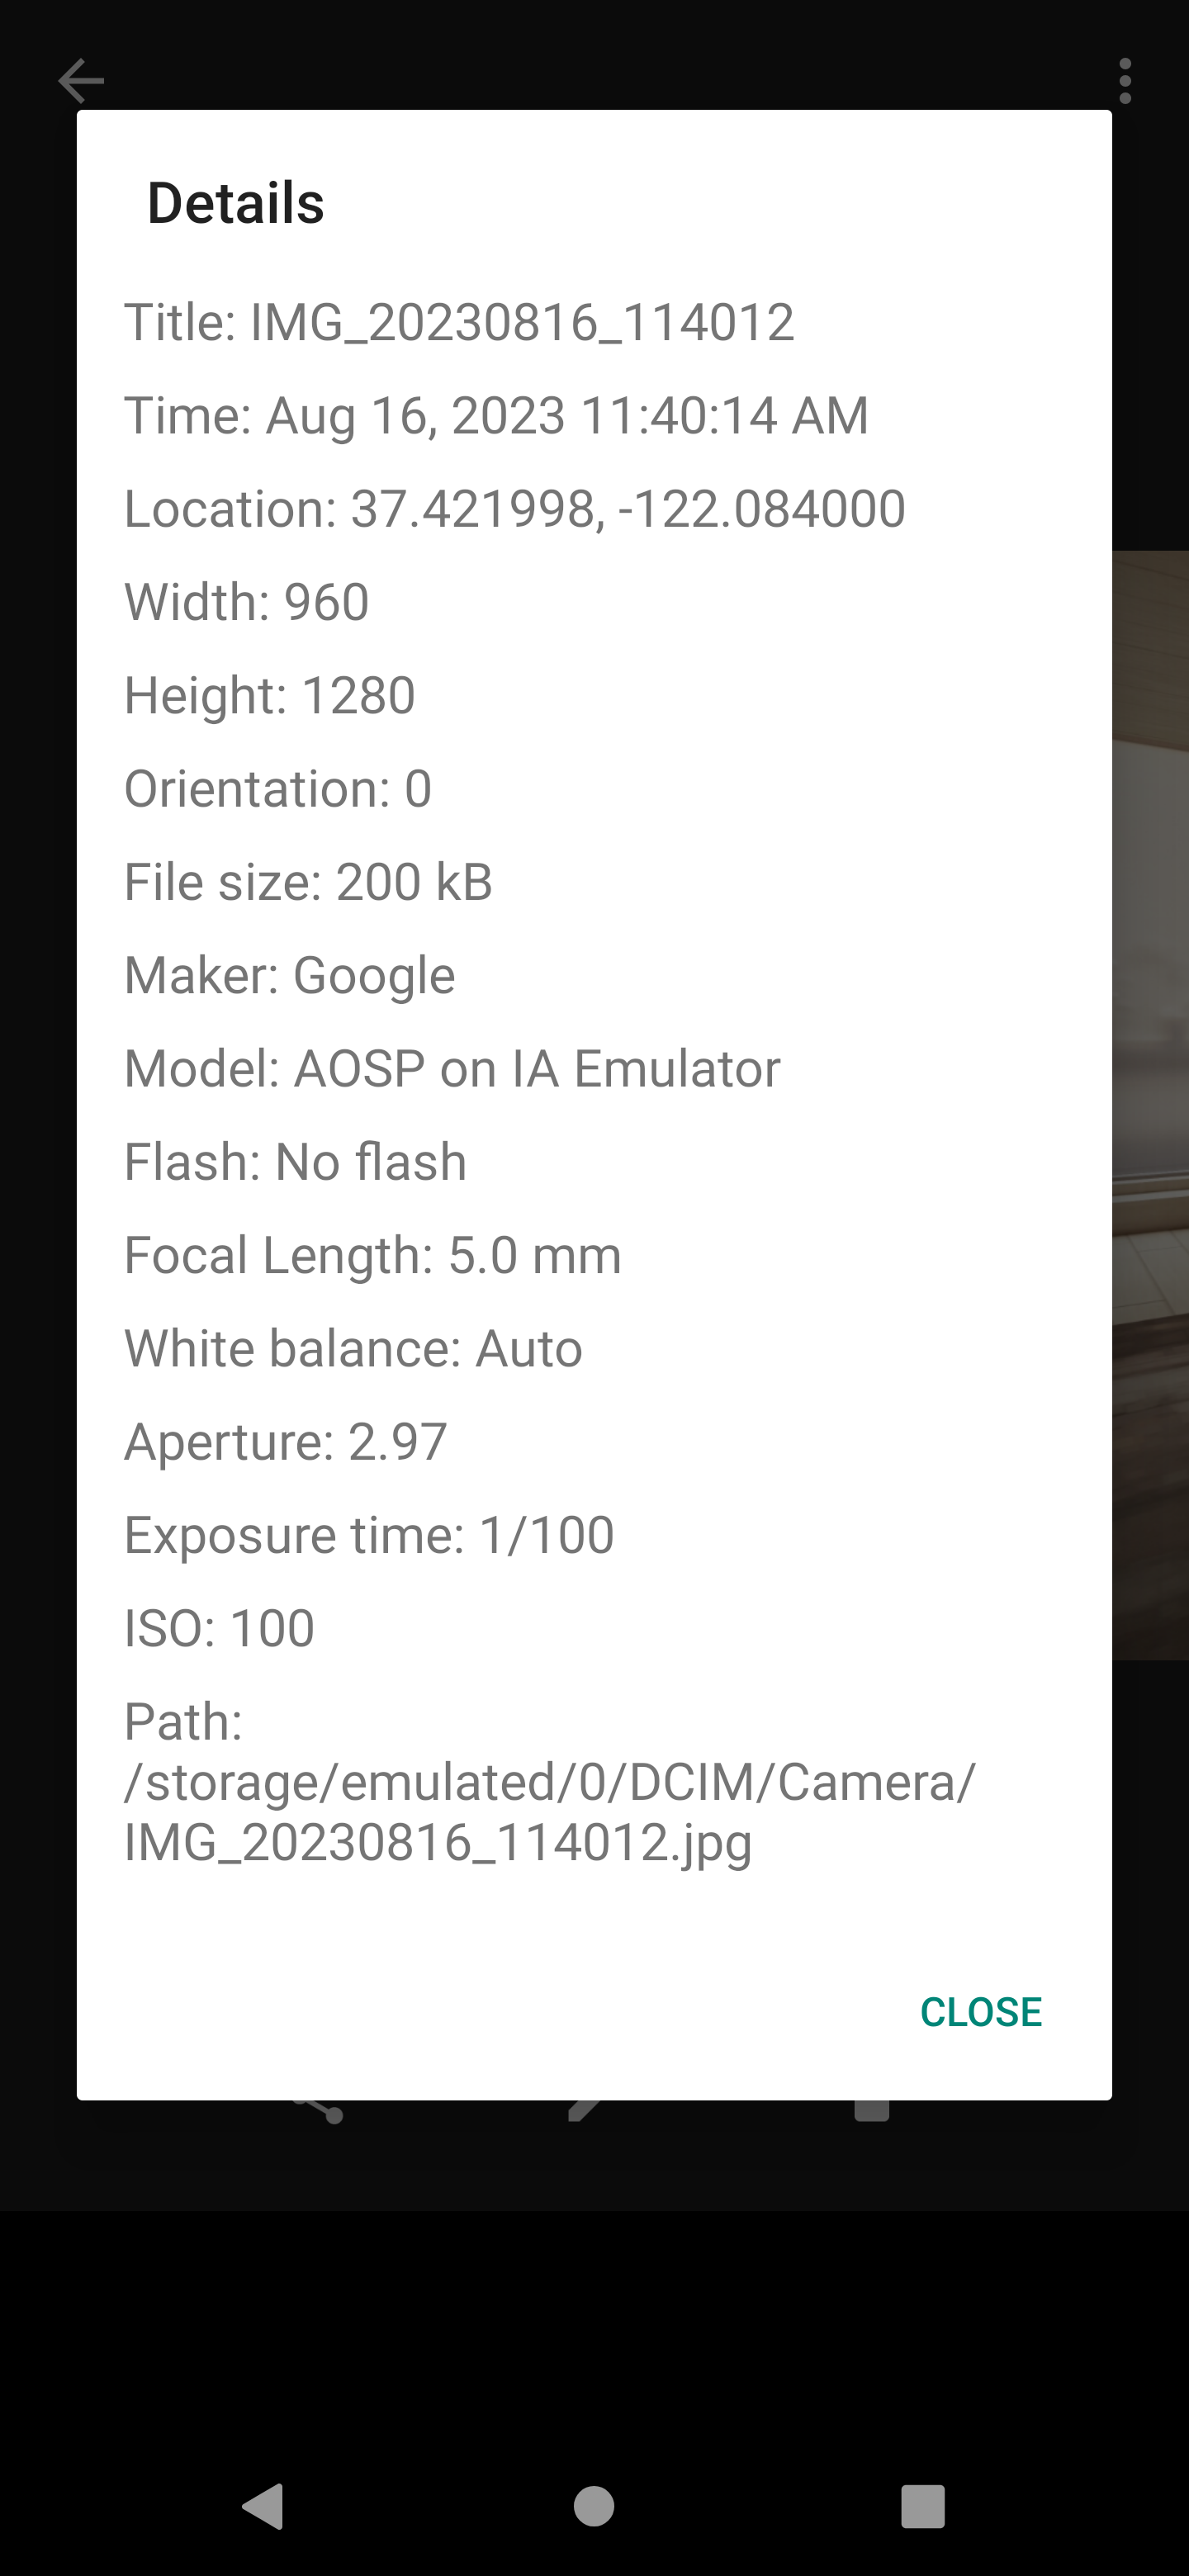 Details
Title: IMG_20230816_114012
Time: Aug 16, 2023 11:40:14 AM
Location: 37.421998, -122.084000
Width: 960
Height: 1280
Orientation: 0
File size: 200 kB
Maker: Google
Model: AOSP on IA Emulator
Flash: No flash
Focal Length: 5.0 mm
White balance: Auto
Aperture: 2.97
Exposure time: 1/100
ISO: 100
Path:
/storage/emulated/0/DCIM/Camera/
IMG_20230816_114012.jpg
CLOSE